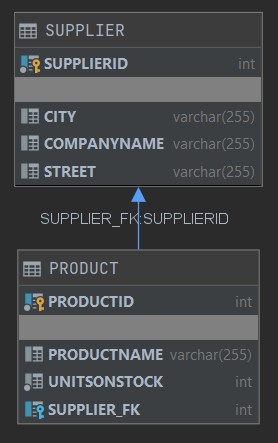 SUPPLIER
SUPPLIERID int
CITY varchar(255)
COMPANYNAME varchar(255)
STREET varchar(255)
SUPPLIER_FK:SUPPLIERID
PRODUCT
PRODUCTID int
PRODUCTNAME varchar(255)
UNITSONSTOCK int
SUPPLIER_FK int